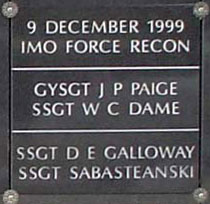 9 DECEMBER 1999
IMO FORCE RECON
GYSGT J P PAIGE
SSGT W C DAME
SSGT D E GALLOWAY
SSGT SABASTEANSKI